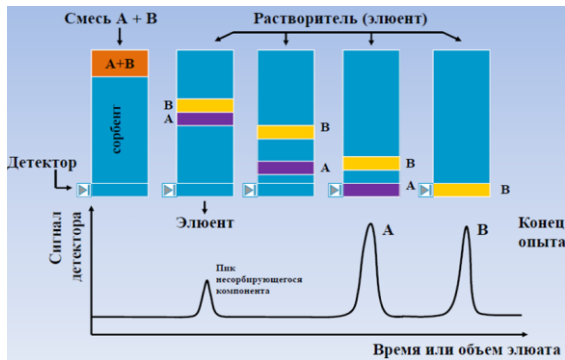 Смесь A + B
Растворитель (элюент)
A+B
сорбент
B
A
B
A
B
A
B
Детектор
Элюент
Сигнал
детектора
Пик
несорбирующегося
компонента
A
B
Конец
опыта
Время или объем элюата